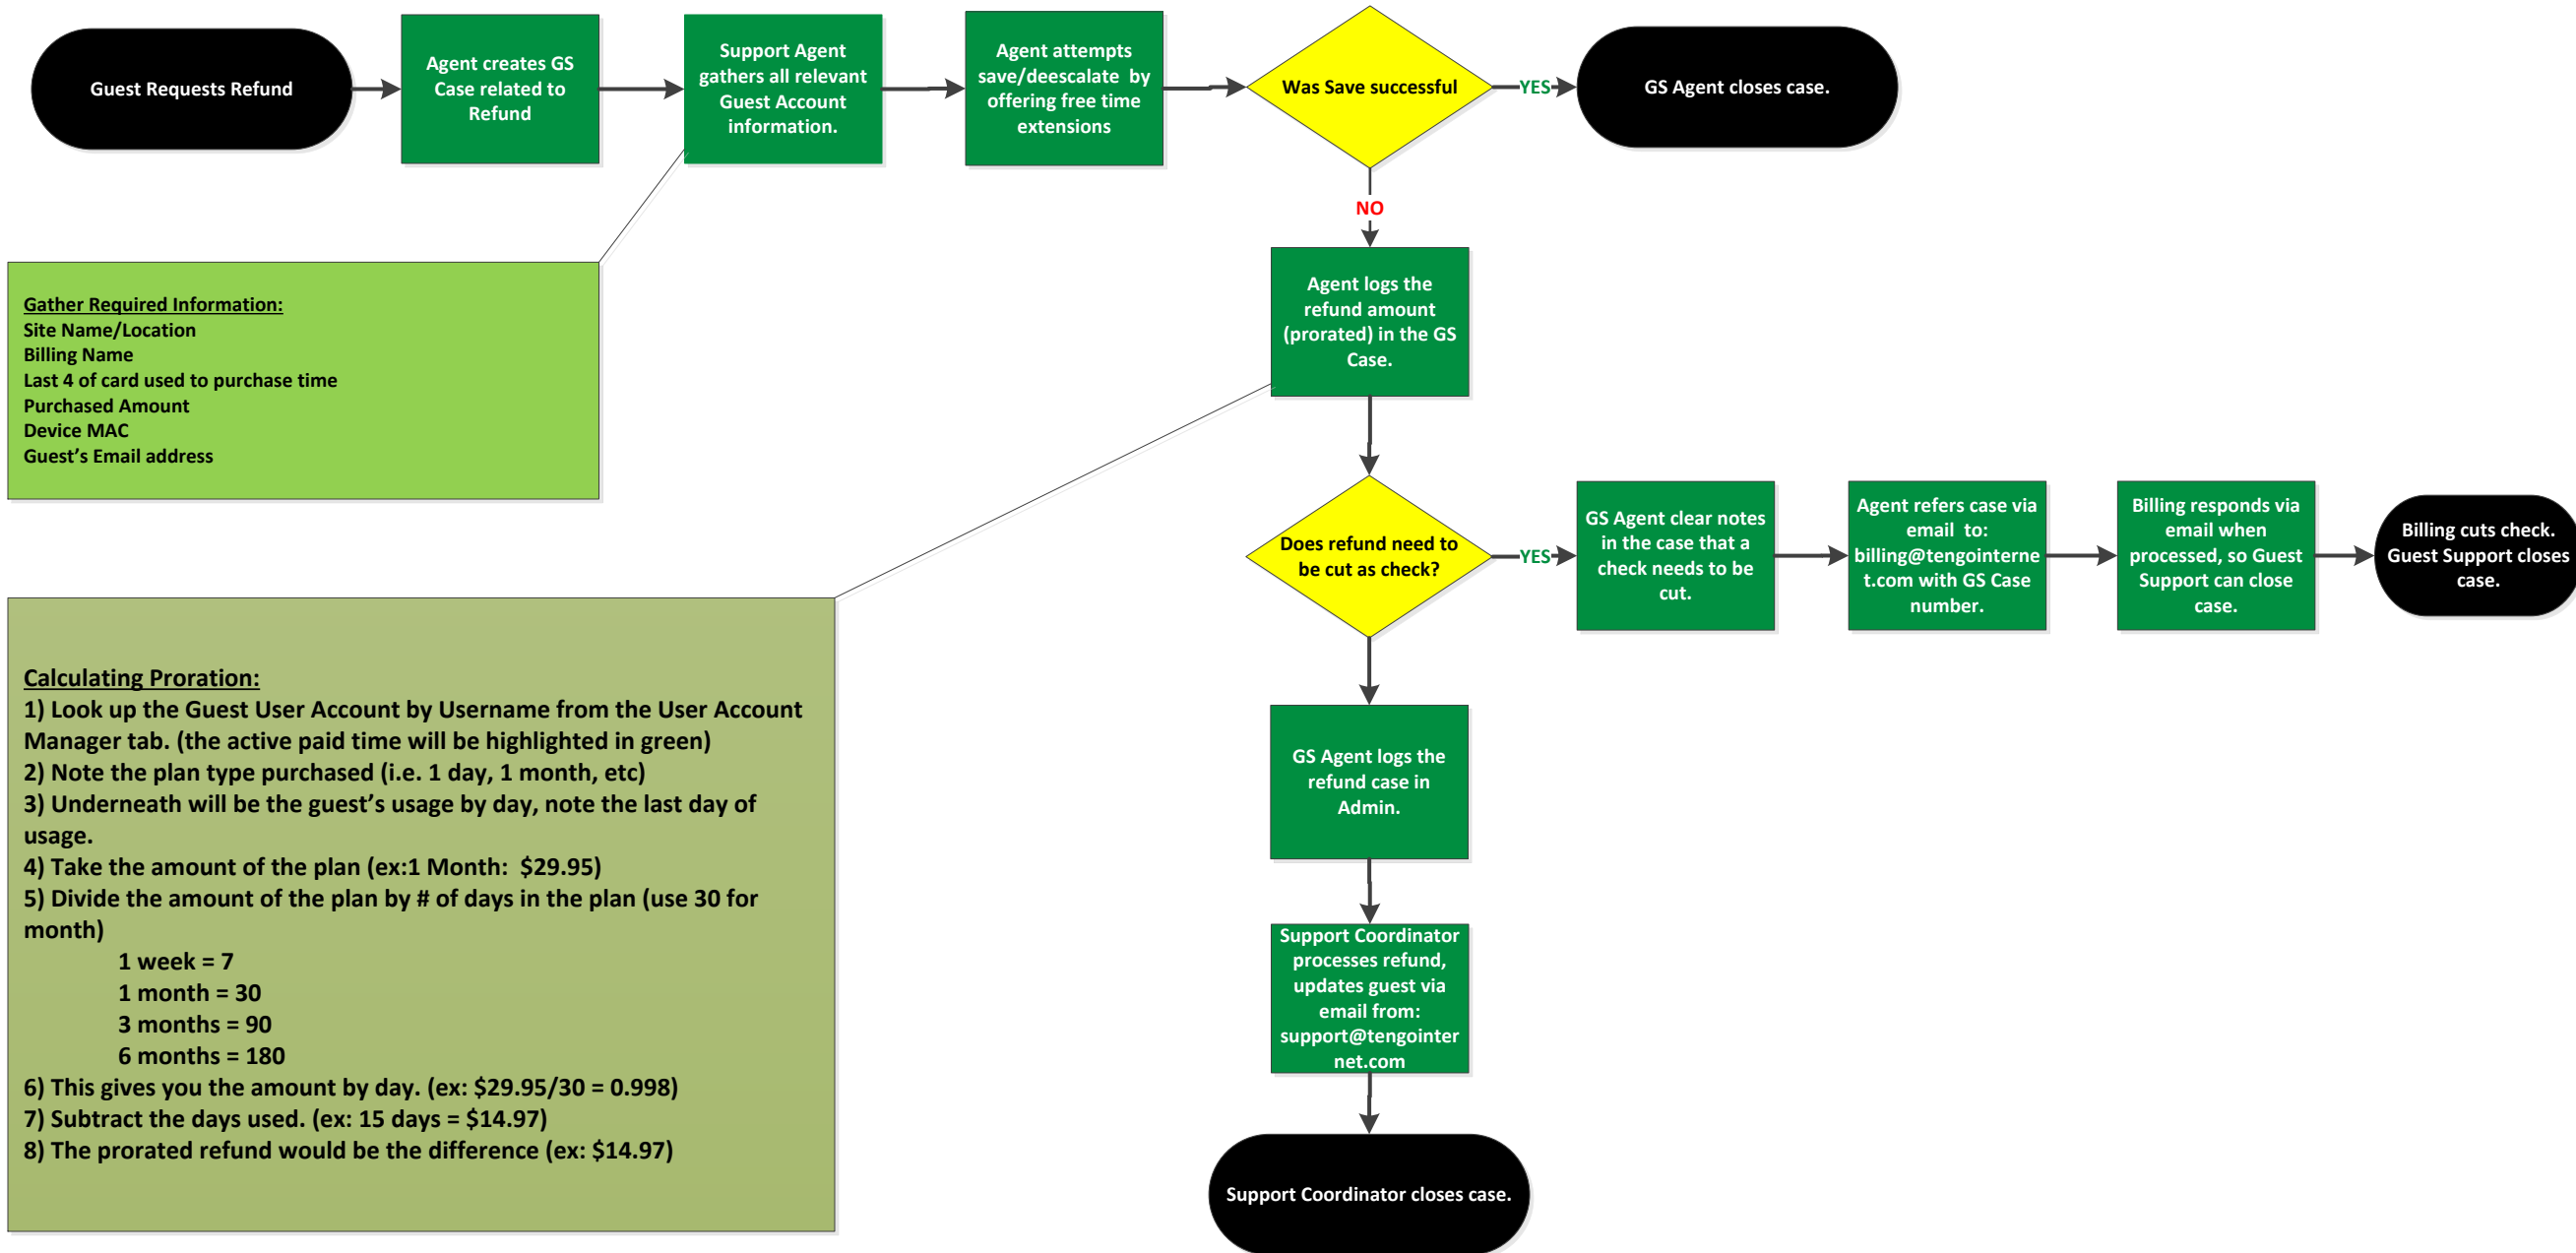 Guest Requests Refund
Agent creates GS
Case related to
Refund
Support Agent
gathers all relevant
Guest Account
information.
Agent attempts
save/deescalate  by
offering free time
extensions
Was Save successful
YES
GS Agent closes case.
NO
Gather Required Information:
Site Name/Location
Billing Name
Last 4 of card used to purchase time
Purchased Amount
Device MAC
Guest’s Email address
Agent logs the
refund amount
(prorated) in the GS
Case.
Does refund need to
be cut as check?
YES
GS Agent clear notes
in the case that a
check needs to be
cut.
Agent refers case via
email  to:
billing@tengointerne
t.com with GS Case
number.
Billing responds via
email when
processed, so Guest
Support can close
case.
Billing cuts check.
Guest Support closes
case.
Calculating Proration:
1) Look up the Guest User Account by Username from the User Account
Manager tab. (the active paid time will be highlighted in green)
2) Note the plan type purchased (i.e. 1 day, 1 month, etc)
3) Underneath will be the guest’s usage by day, note the last day of
usage.
4) Take the amount of the plan (ex:1 Month:  $29.95)
5) Divide the amount of the plan by # of days in the plan (use 30 for
month)
1 week = 7
1 month = 30
3 months = 90
6 months = 180
6) This gives you the amount by day. (ex: $29.95/30 = 0.998)
7) Subtract the days used. (ex: 15 days = $14.97)
8) The prorated refund would be the difference (ex: $14.97)
GS Agent logs the
refund case in
Admin.
Support Coordinator
processes refund,
updates guest via
email from:
support@tengointer
net.com
Support Coordinator closes case.